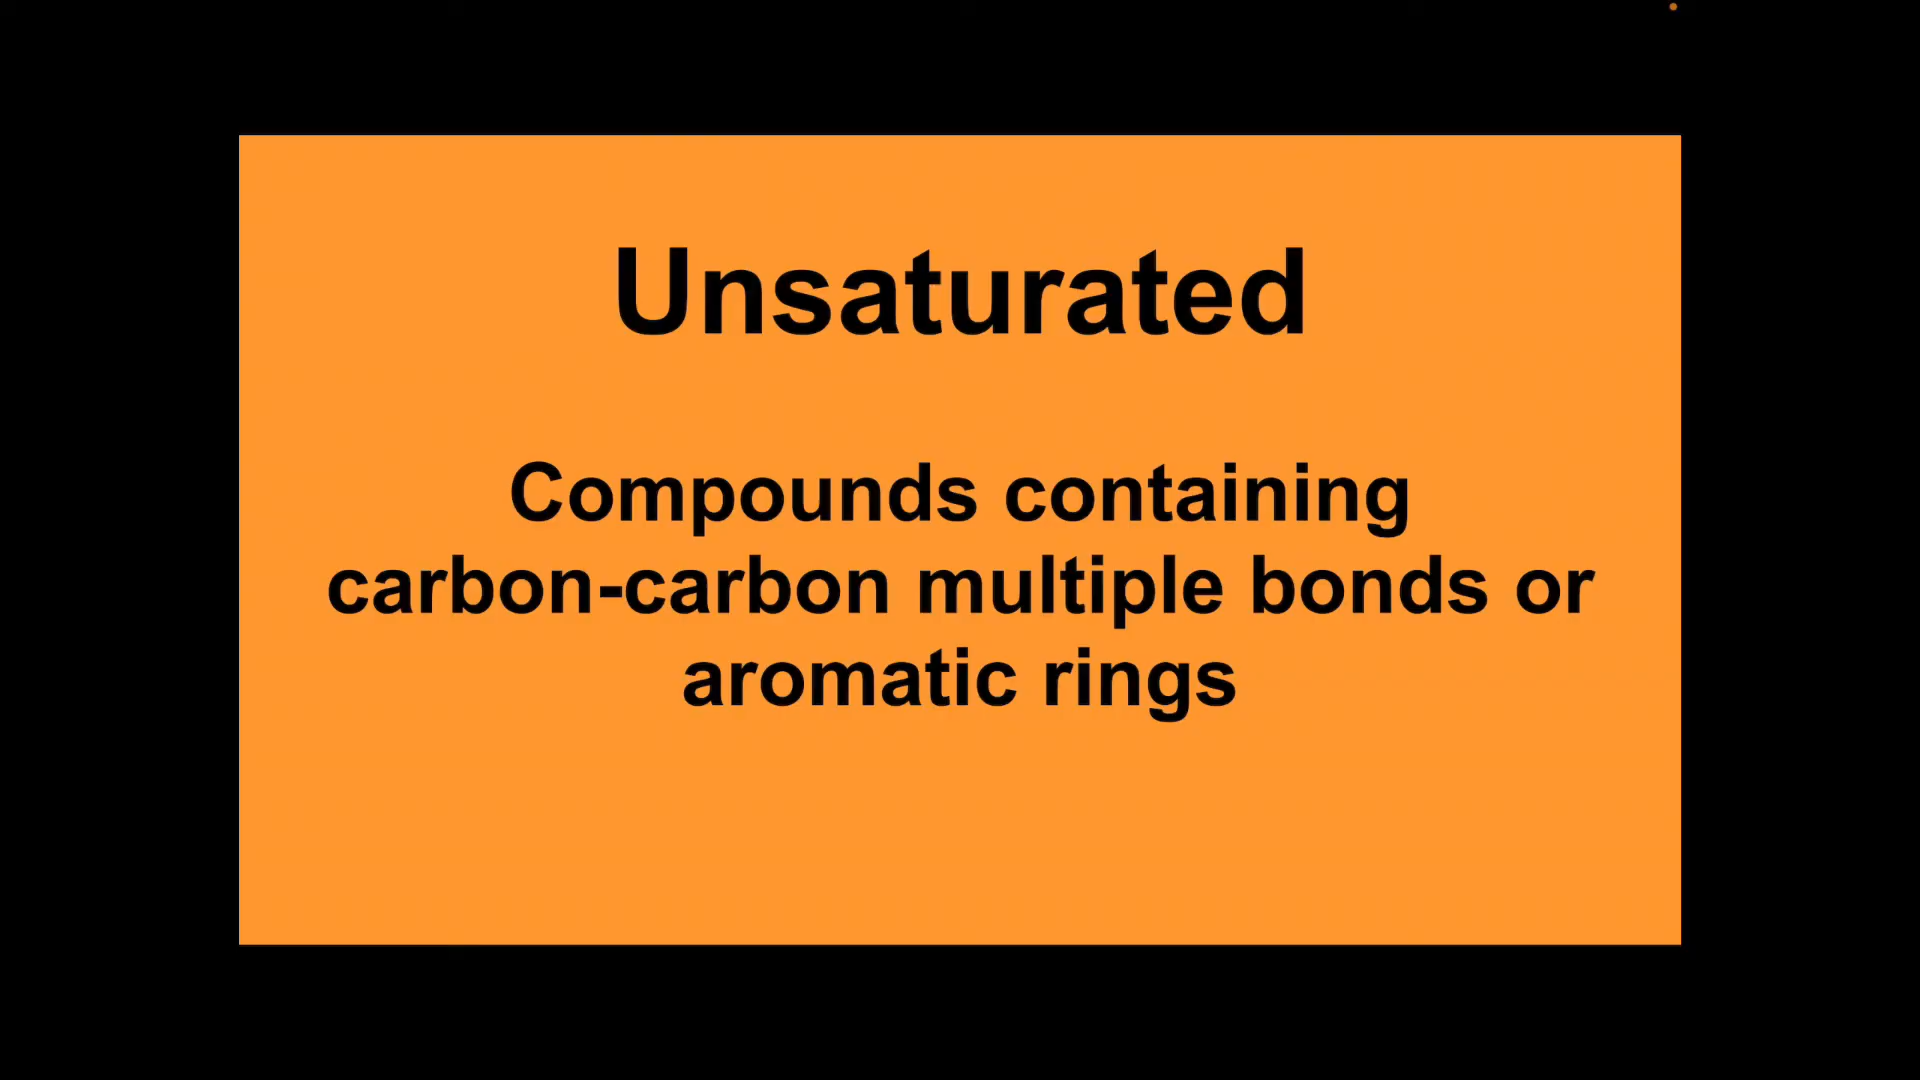 Unsaturated
Compounds containing
carbon-carbon multiple bonds or
aromatic rings